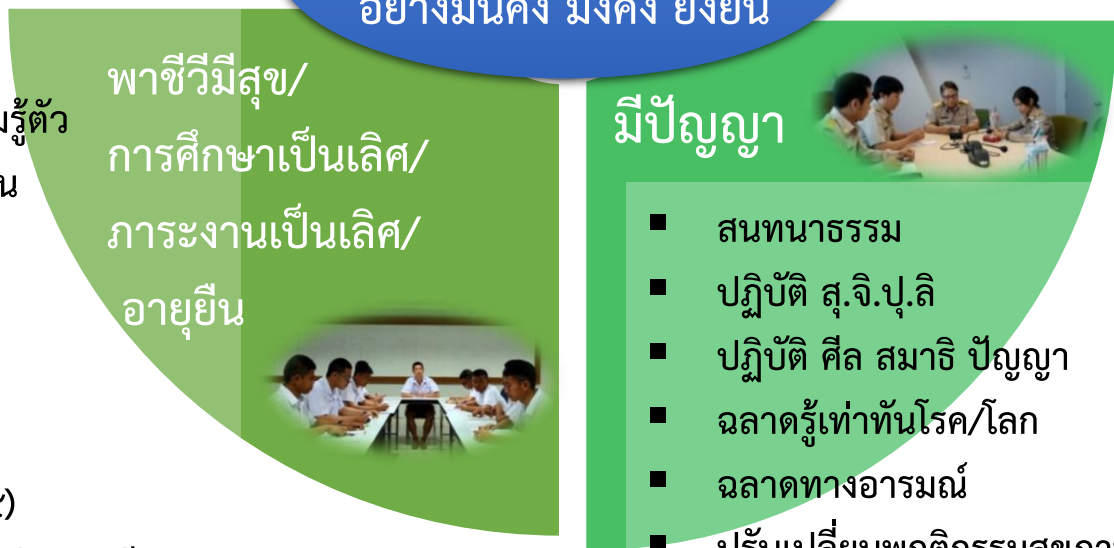 อย่างมั่นคง มั่งคั่ง ยั่งยืน
พาชีวีมีสุข/
การศึกษาเป็นเลิศ/
ภาระงานเป็นเลิศ/
อายุยืน
รู้ตัว
น
มีปัญญา
สนทนาธรรม
ปฏิบัติ สุ.จิ.ปุ.ลิ
ปฏิบัติ ศีล สมาธิ ปัญญา
ฉลาดรู้เท่าทันโรค/โลก
ฉลาดทางอารมณ์